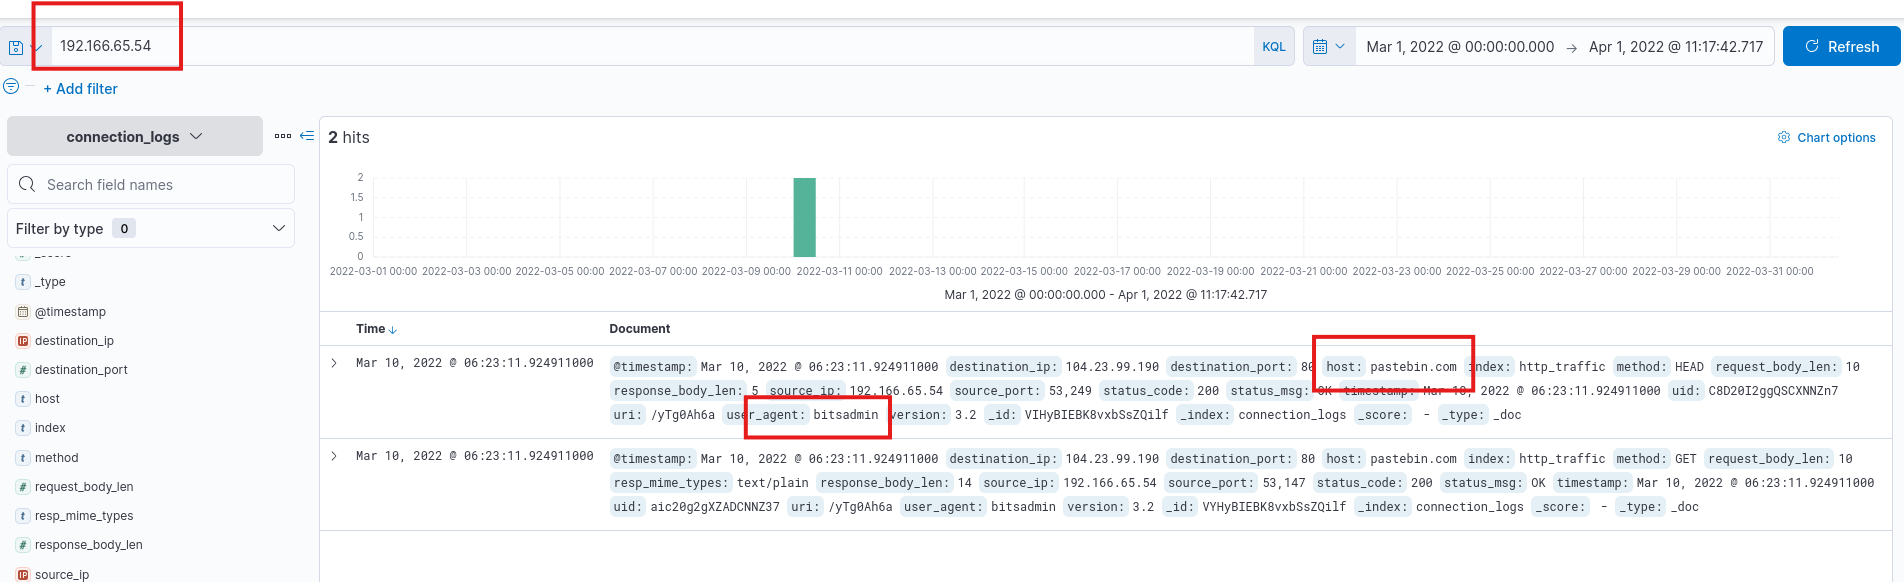 192.166.65.54
KQL
Mar 1, 2022 @ 00:00:00.000 → Apr 1, 2022 @ 11:17:42.717
Refresh
+ Add filter
connection_logs
2 hits
Chart options
Search field names
Filter by type 0
_type
@timestamp
destination_ip
destination_port
host
index
method
request_body_len
resp_mime_types
response_body_len
source_ip
2
1.5
1
0.5
0
2022-03-01 00:00 2022-03-03 00:00 2022-03-05 00:00 2022-03-07 00:00 2022-03-09 00:00 2022-03-11 00:00 2022-03-13 00:00 2022-03-15 00:00 2022-03-17 00:00 2022-03-19 00:00 2022-03-21 00:00 2022-03-23 00:00 2022-03-25 00:00 2022-03-27 00:00 2022-03-29 00:00 2022-03-31 00:00
Mar 1, 2022 @ 00:00:00.000 - Apr 1, 2022 @ 11:17:42.717
Time Document
Mar 10, 2022 @ 06:23:11.924911000
@timestamp: Mar 10, 2022 @ 06:23:11.924911000 destination_ip: 104.23.99.190 destination_port: 80 host: pastebin.com index: http_traffic method: HEAD request_body_len: 10
response_body_len: 5 source_ip: 192.166.65.54 source_port: 53,249 status_code: 200 status_msg: OK timestamp: Mar 10, 2022 @ 06:23:11.924911000 uid: C8D20I2ggQSCXNNZn7
uri: /yTg0Ah6a user_agent: bitsadmin version: 3.2 _id: VIHyBIEBK8vxbSsZQilf _index: connection_logs _score: - _type: _doc
Mar 10, 2022 @ 06:23:11.924911000
@timestamp: Mar 10, 2022 @ 06:23:11.924911000 destination_ip: 104.23.99.190 destination_port: 80 host: pastebin.com index: http_traffic method: GET request_body_len: 10
resp_mime_types: text/plain response_body_len: 14 source_ip: 192.166.65.54 source_port: 53,147 status_code: 200 status_msg: OK timestamp: Mar 10, 2022 @ 06:23:11.924911000
uid: aic20g2gXZADCNNZ37 uri: /yTg0Ah6a user_agent: bitsadmin version: 3.2 _id: VYHyBIEBK8vxbSsZQilf _index: connection_logs _score: - _type: _doc